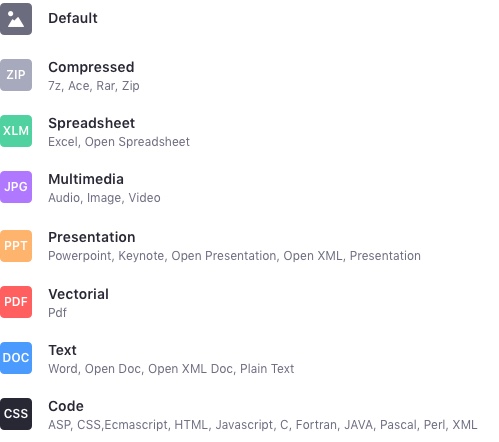 Default
ZIP
Compressed
7z, Ace, Rar, Zip
XLM
Spreadsheet
Excel, Open Spreadsheet
JPG
Multimedia
Audio, Image, Video
PPT
Presentation
Powerpoint, Keynote, Open Presentation, Open XML, Presentation
PDF
Vectorial
Pdf
DOC
Text
Word, Open Doc, Open XML Doc, Plain Text
CSS
Code
ASP, CSS,Ecmascript, HTML, Javascript, C, Fortran, JAVA, Pascal, Perl, XML